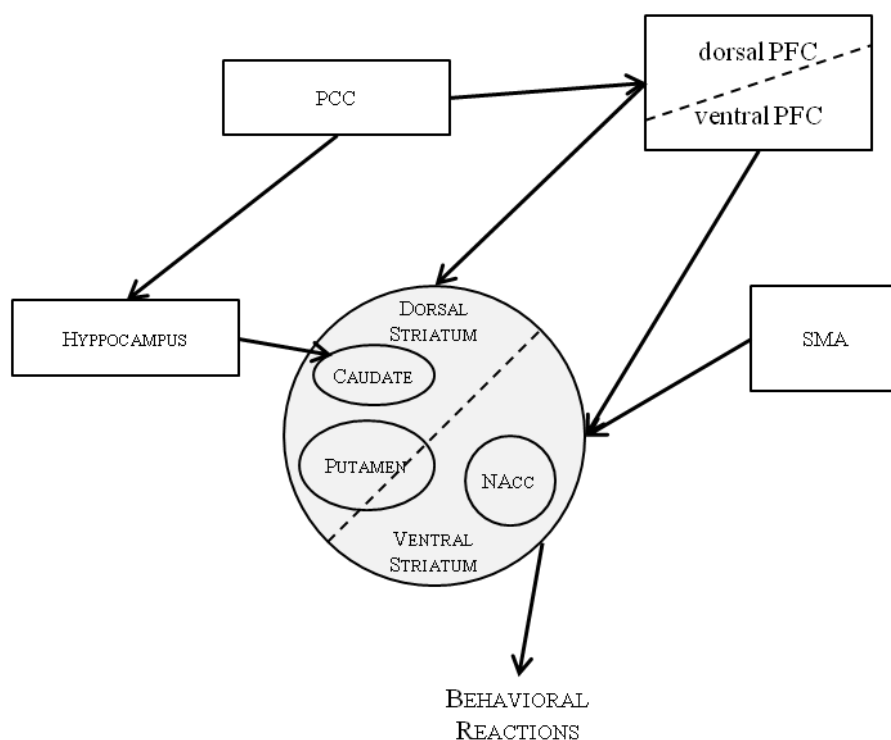 dorsal PFC
PCC
ventral PFC
DORSAL
STRIATUM
HYPPOCAMPUS
SMA
CAUDATE
PUTAMEN
NACC
VENTRAL
STRIATUM
BEHAVIORAL
REACTIONS